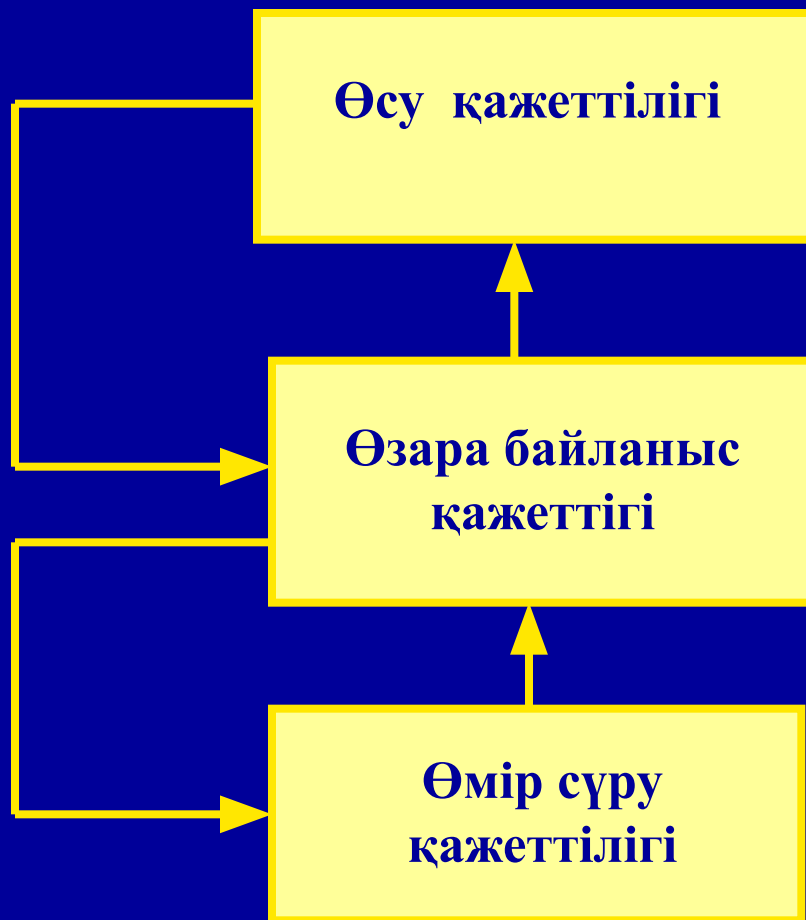 Өсу қажеттілігі
Өзара байланыс
қажеттігі
Өмір сүру
қажеттілігі